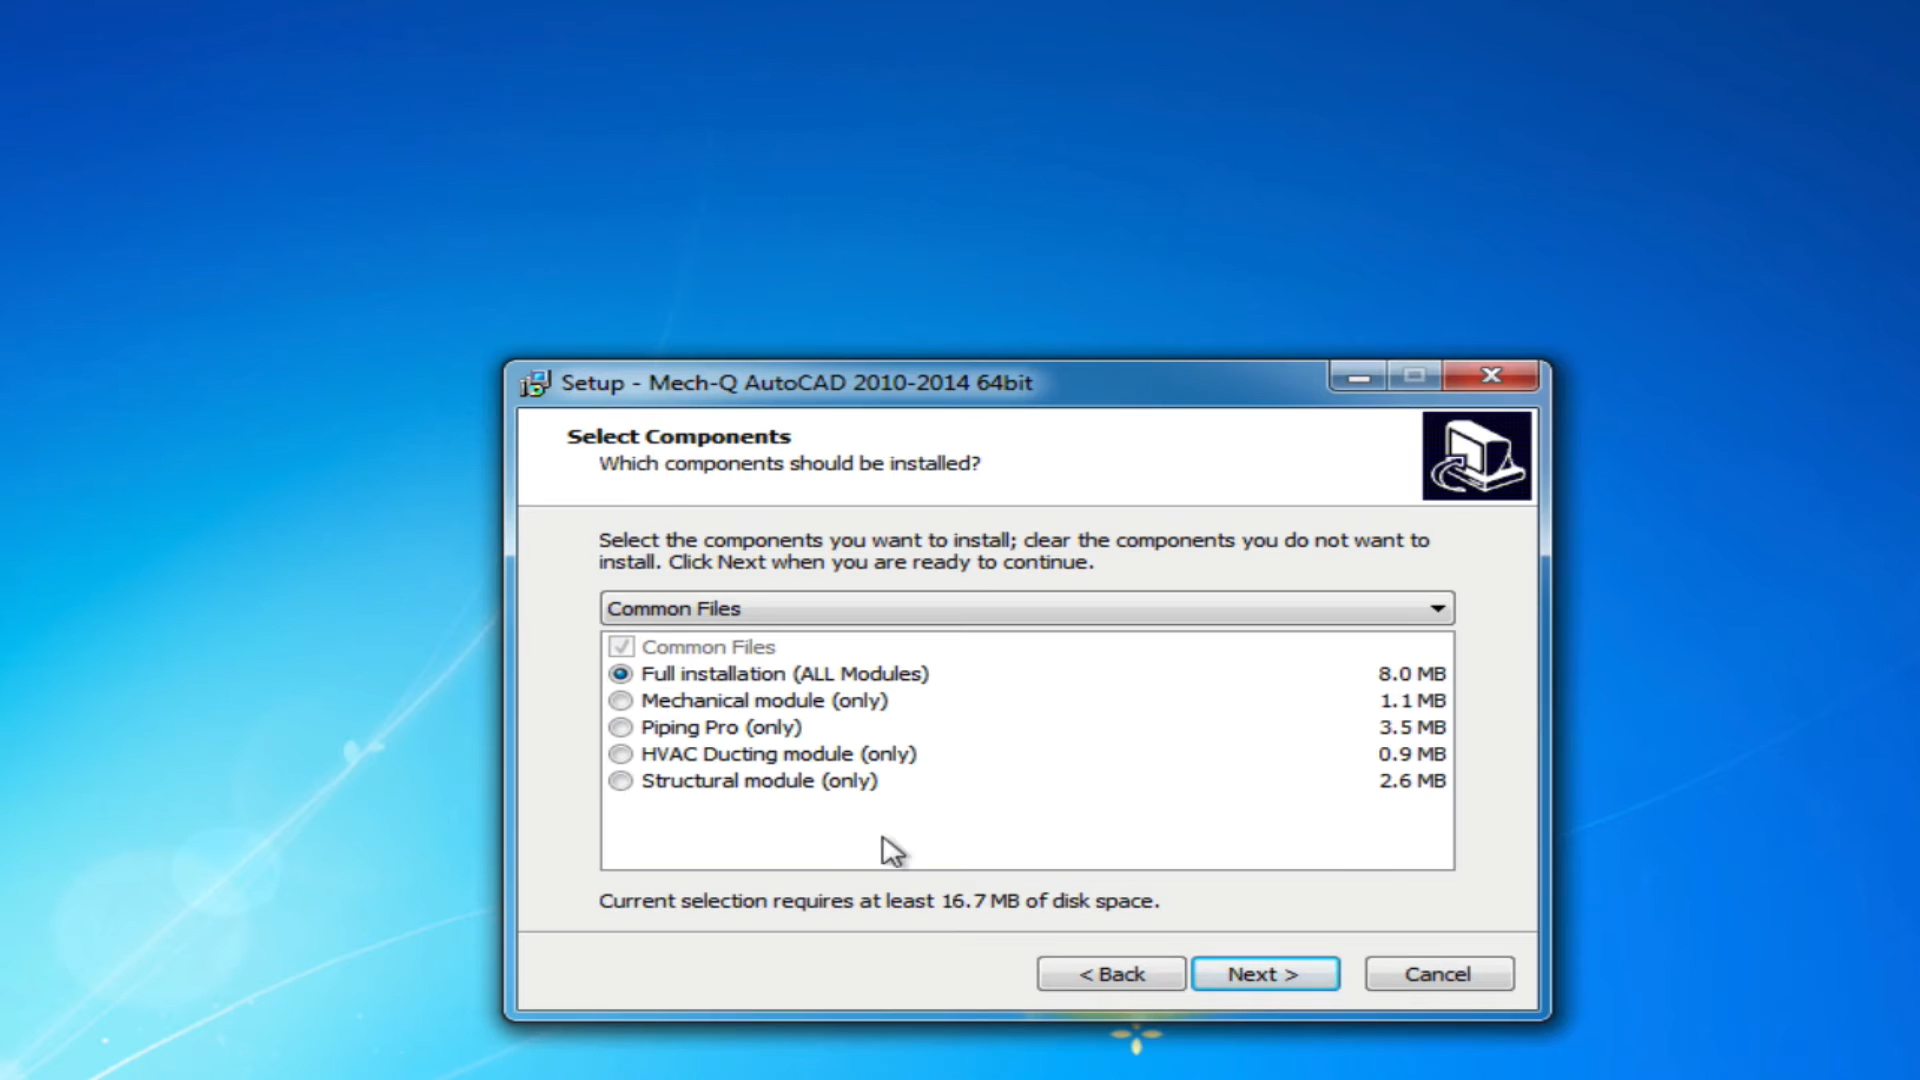 Setup - Mech-Q AutoCAD 2010-2014 64bit
Select Components
Which components should be installed?
Select the components you want to install; clear the components you do not want to
install. Click Next when you are ready to continue.
Common Files
Common Files
Full installation (ALL Modules) 8.0 MB
Mechanical module (only) 1.1 MB
Piping Pro (only) 3.5 MB
HVAC Ducting module (only) 0.9 MB
Structural module (only) 2.6 MB
Current selection requires at least 16.7 MB of disk space.
< Back Next > Cancel